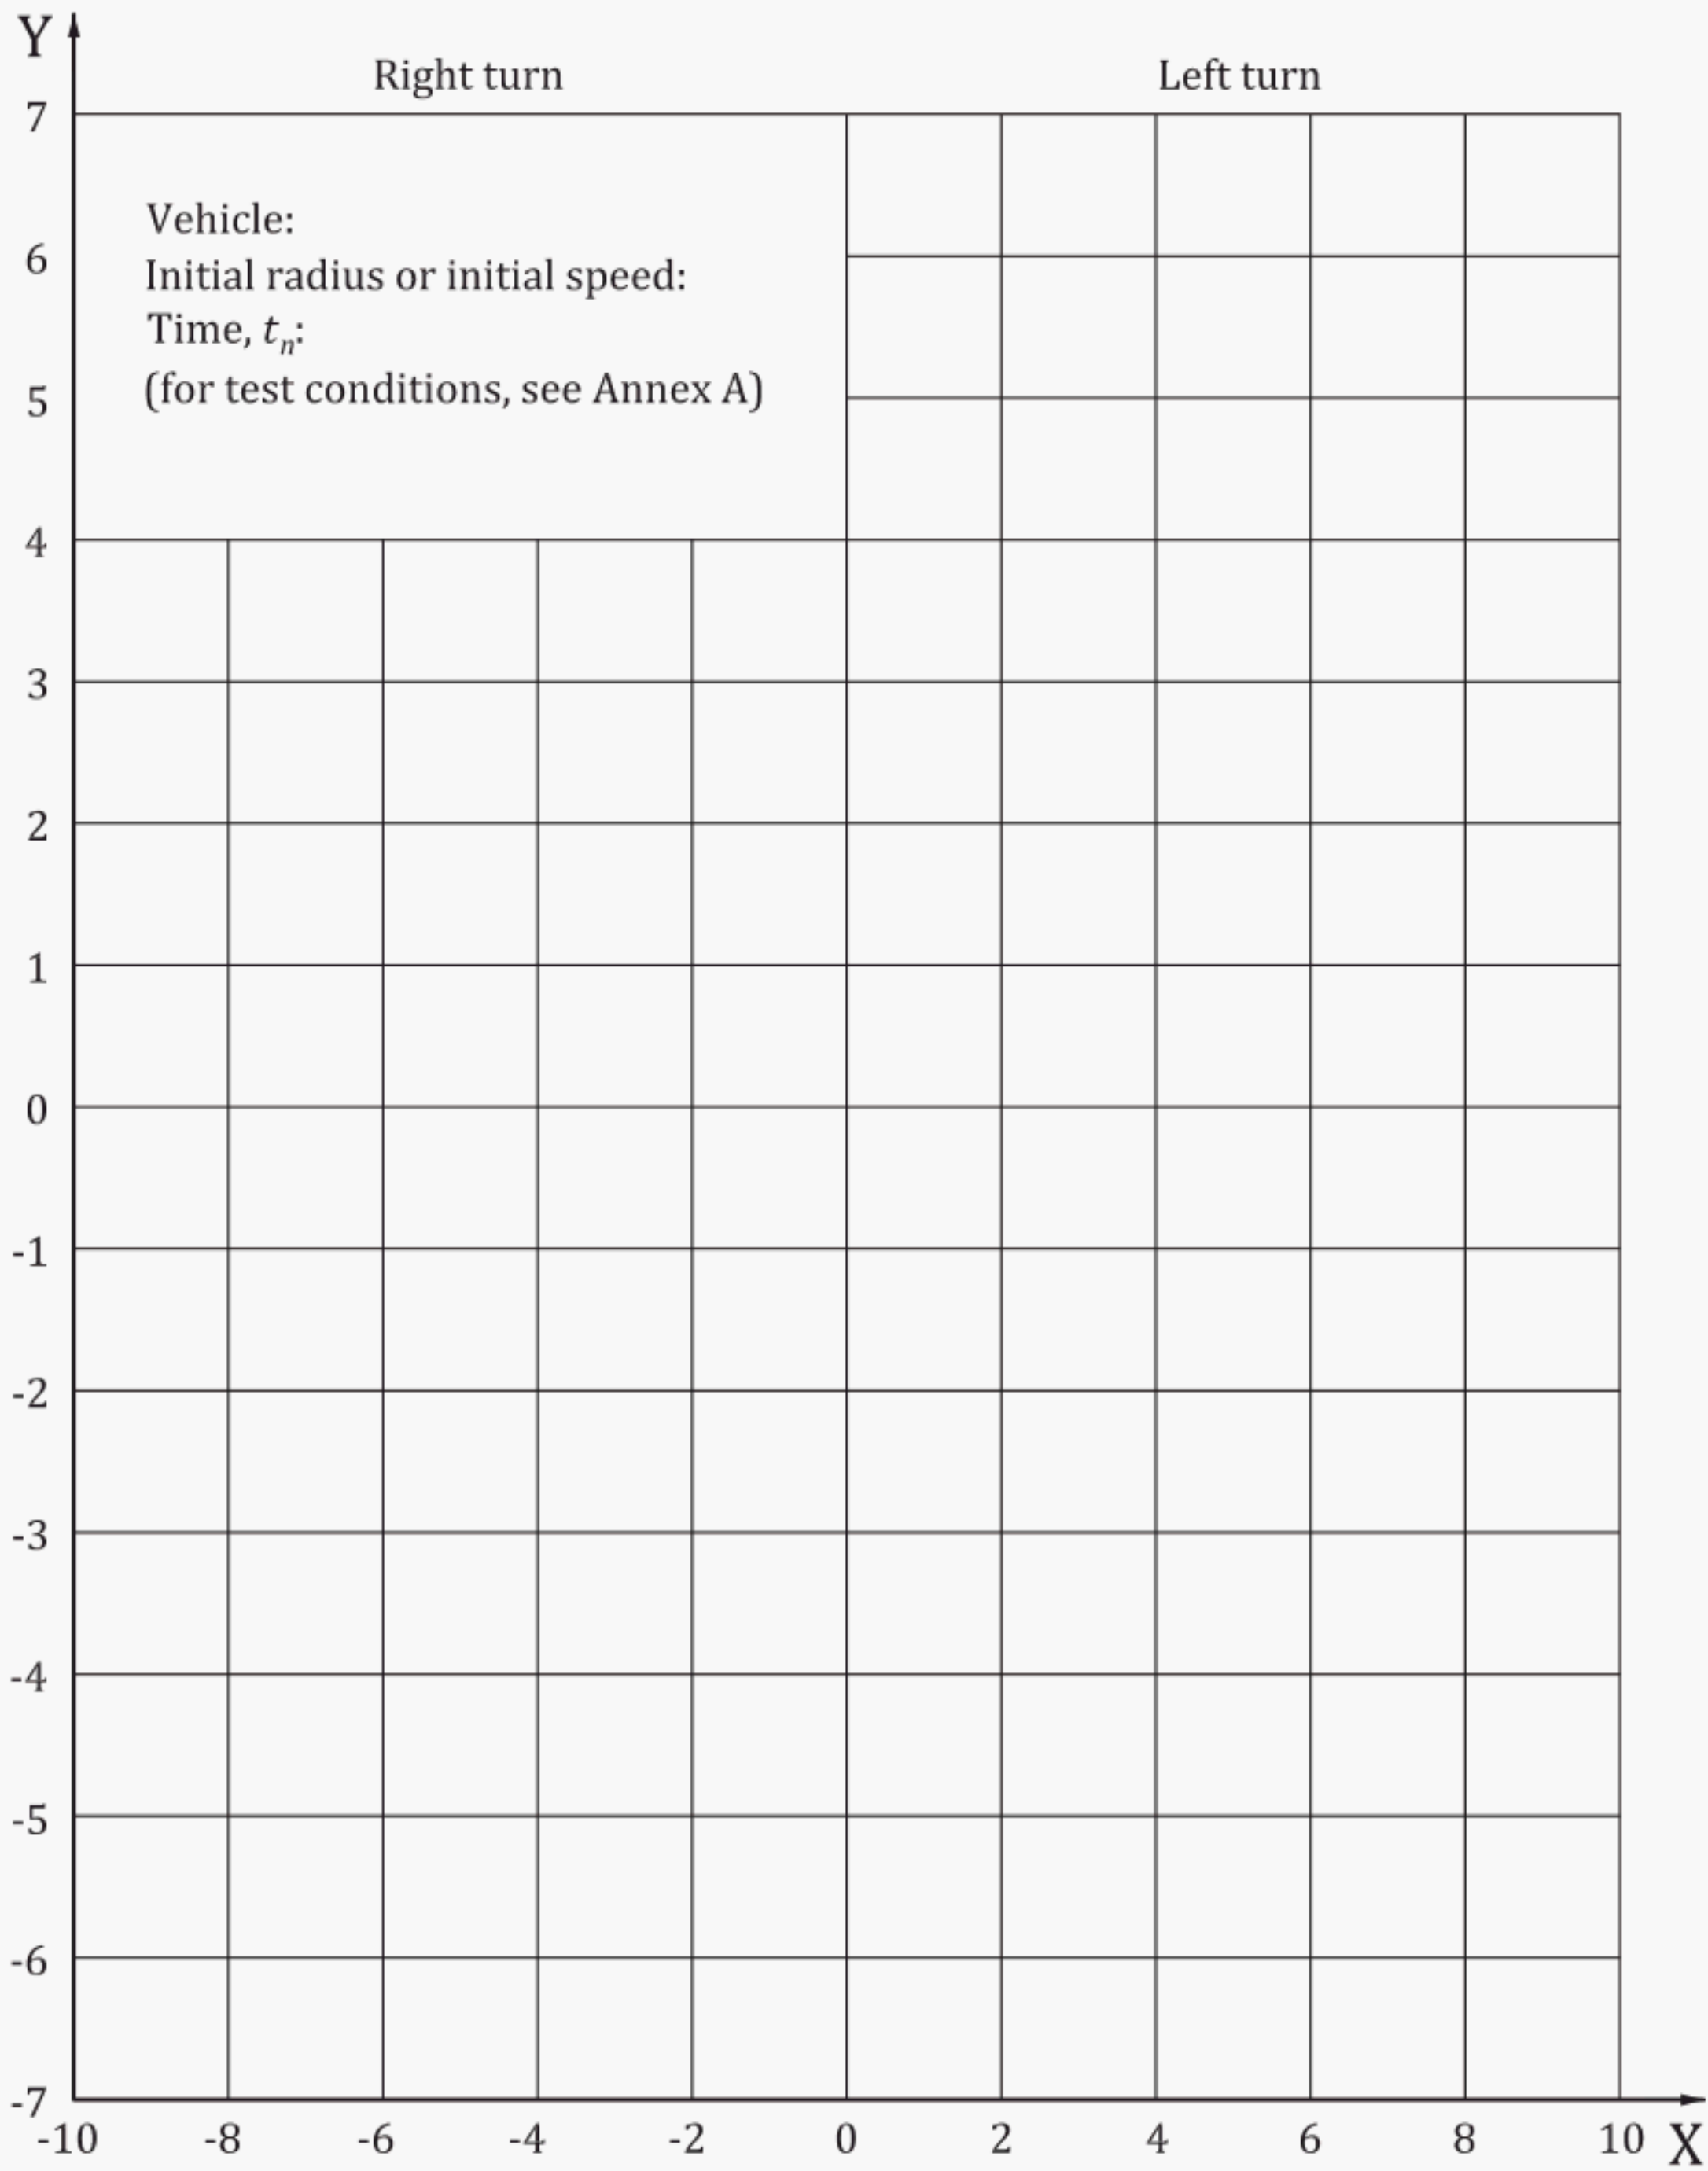 Y
Right turn Left turn
7
Vehicle:
6
Initial radius or initial speed:
Time, tn:
(for test conditions, see Annex A)
5
4
3
2
1
0
-1
-2
-3
-4
-5
-6
-7
-10 -8 -6 -4 -2 0 2 4 6 8 10 X